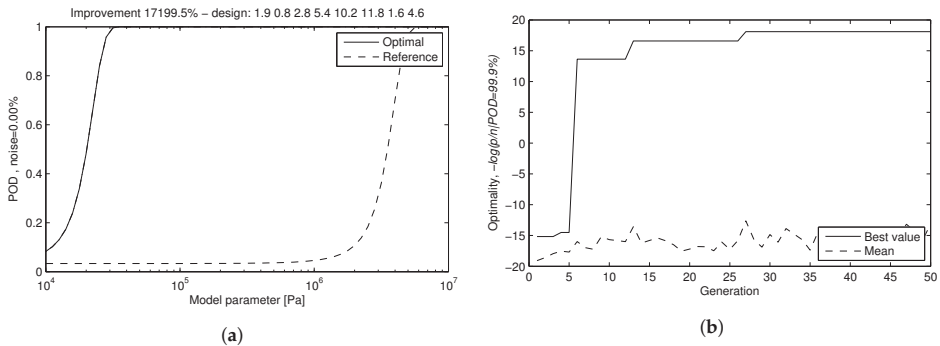 Improvement 17199.5% – design: 1.9 0.8 2.8 5.4 10.2 11.8 1.6 4.6
1
0.8
0.6
0.4
0.2
0
POD , noise=0.00%
Optimal
Reference
10^4
10^5
10^6
10^7
Model parameter [Pa]
(a)
20
15
10
5
0
−5
−10
−15
−20
Optimality, −log(p/n|POD=99.9%)
Best value
Mean
0 5 10 15 20 25 30 35 40 45 50
Generation
(b)